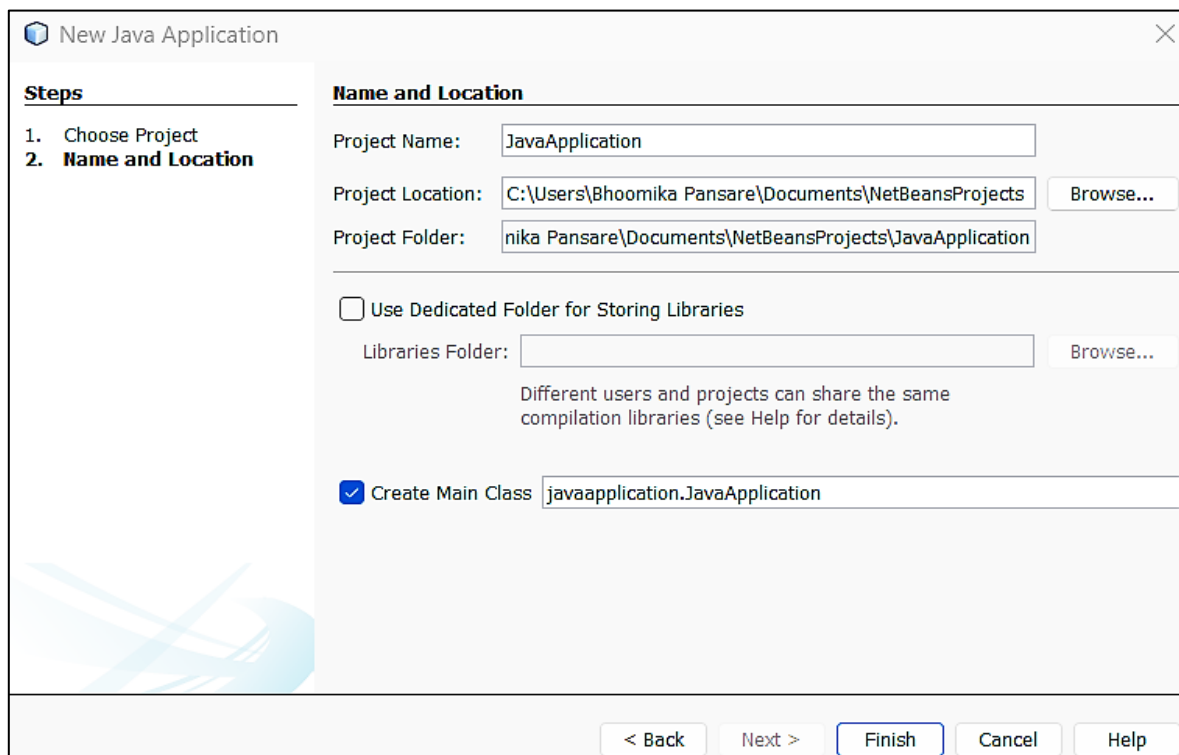 New Java Application
Steps
1. Choose Project
2. Name and Location
Name and Location
Project Name: JavaApplication
Project Location: C:\Users\Bhoomika Pansare\Documents\NetBeansProjects Browse...
Project Folder: nika Pansare\Documents\NetBeansProjects\JavaApplication
Use Dedicated Folder for Storing Libraries
Libraries Folder: Browse...
Different users and projects can share the same
compilation libraries (see Help for details).
Create Main Class javaapplication.JavaApplication
< Back Next > Finish Cancel Help